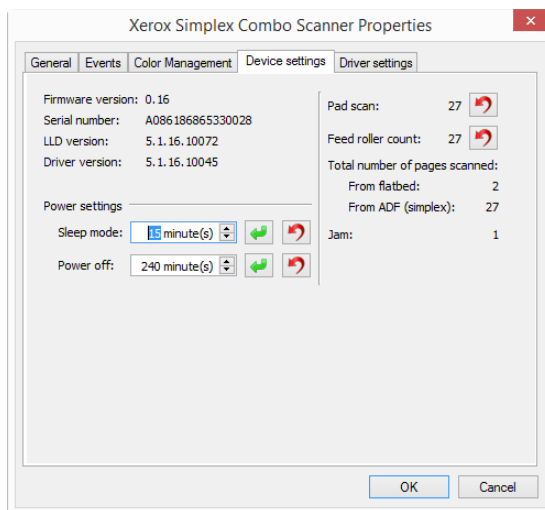 Xerox Simplex Combo Scanner Properties
General Events Color Management Device settings Driver settings
Firmware version: 0.16
Serial number: A086186865330028
LLD version: 5.1.16.10072
Driver version: 5.1.16.10045
Power settings
Sleep mode: 15 minute(s)
Power off: 240 minute(s)
Pad scan: 27
Feed roller count: 27
Total number of pages scanned:
From flatbed: 2
From ADF (simplex): 27
Jam: 1
OK Cancel